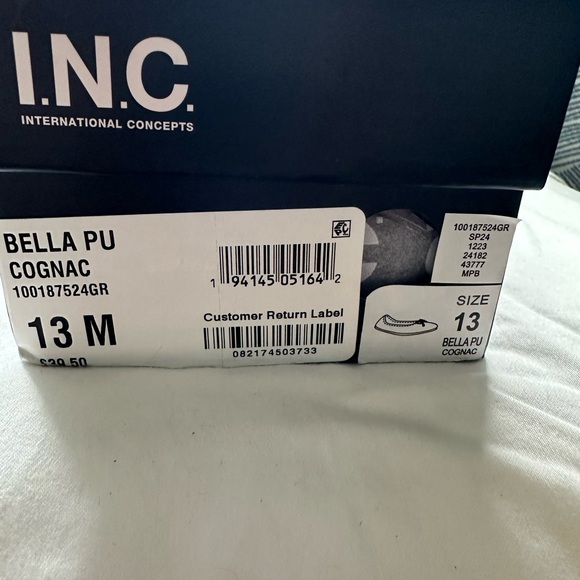 I.N.C.
INTERNATIONAL CONCEPTS
BELLA PU
COGNAC
100187524GR
13 M
$39.50
1 94145 05164 2
Customer Return Label
082174503733
100187524GR
SP24
1223
24182
43777
MPB
SIZE
13
BELLA PU
COGNAC